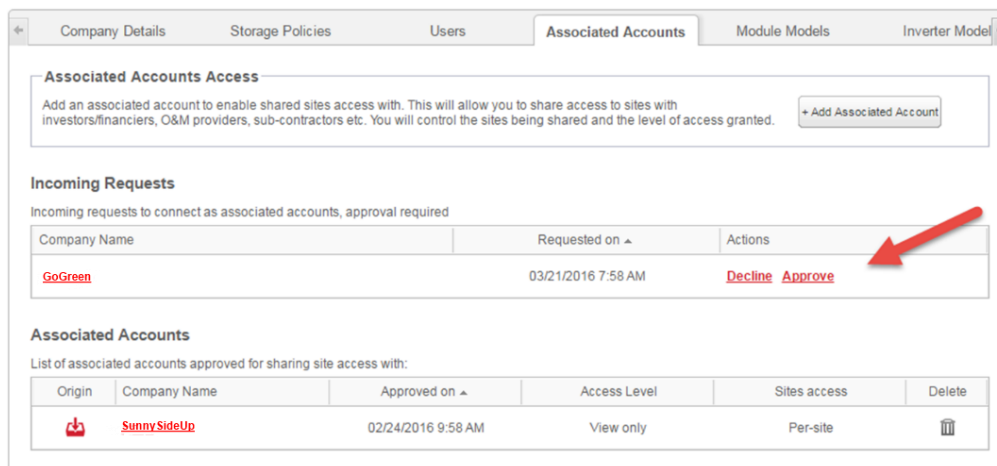 Company Details Storage Policies Users Associated Accounts Module Models Inverter Model
Associated Accounts Access
Add an associated account to enable shared sites access with. This will allow you to share access to sites with
investors/financiers, O&M providers, sub-contractors etc. You will control the sites being shared and the level of access granted.
+ Add Associated Account
Incoming Requests
Incoming requests to connect as associated accounts, approval required
Company Name Requested on Actions
GoGreen 03/21/2016 7:58 AM Decline Approve
Associated Accounts
List of associated accounts approved for sharing site access with:
Origin Company Name Approved on Access Level Sites access Delete
SunnySideUp 02/24/2016 9:58 AM View only Per-site